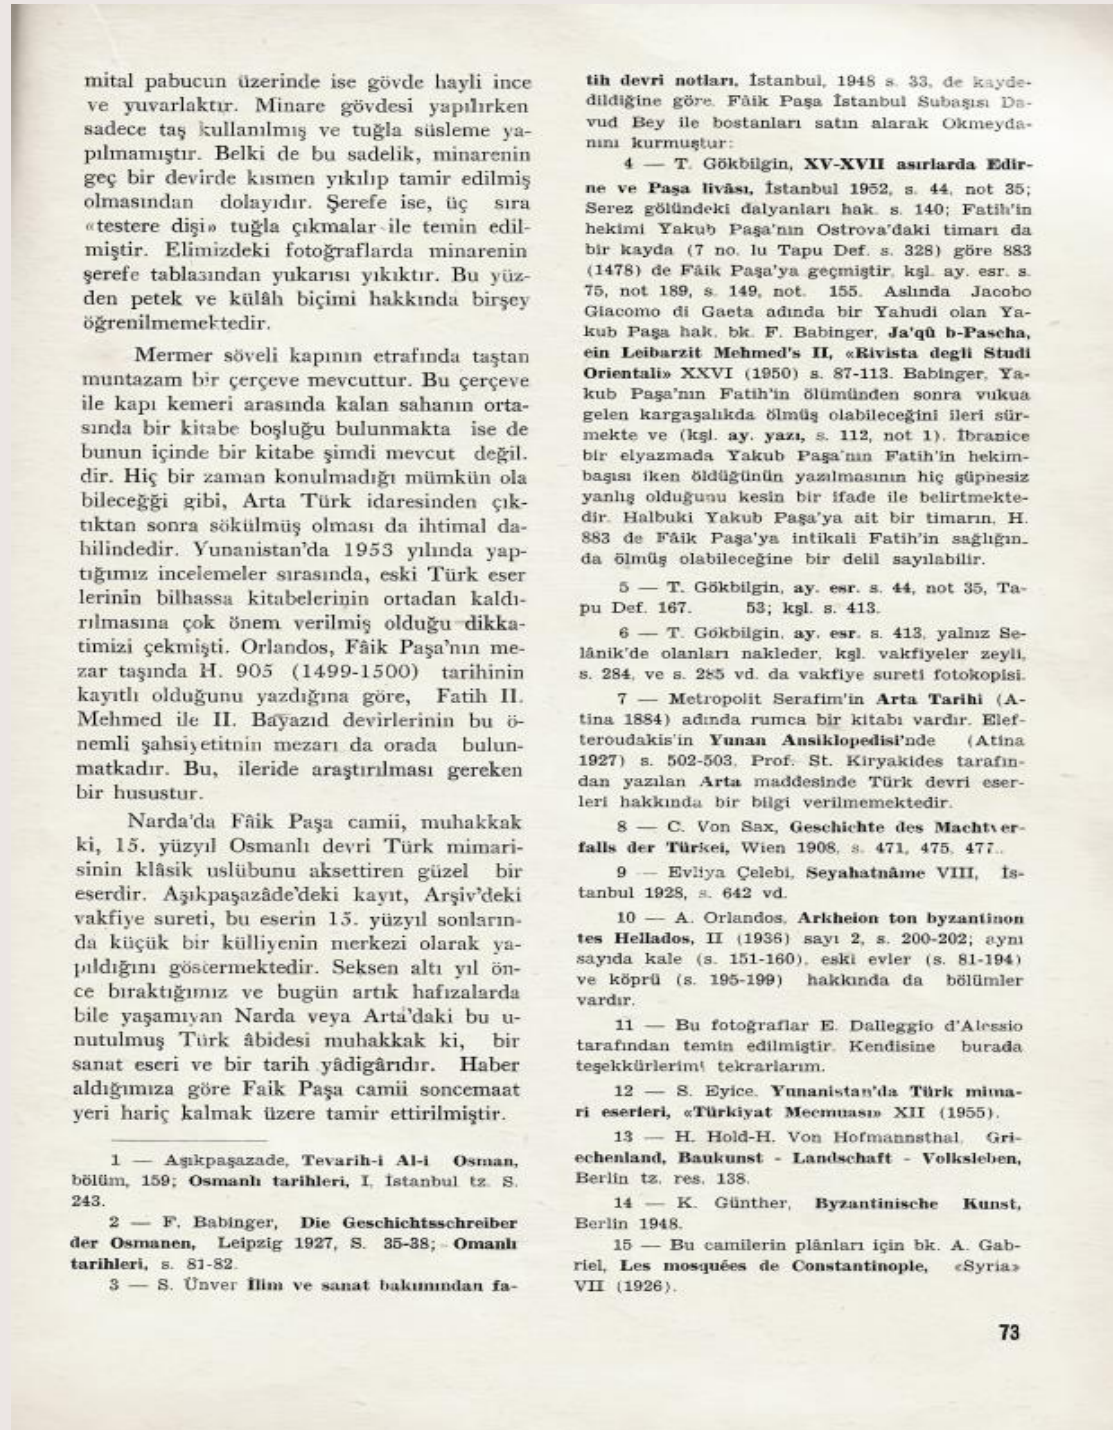 mital pabucun üzerinde ise gövde hayli ince
ve yuvarlaktır. Minare gövdesi yapılırken
sadece taş kullanılmış ve tuğla süsleme ya-
pılmamıştır. Belki de bu sadelik, minarenin
geç bir devirde kısmen yıkılıp tamir edilmiş
olmasından dolayıdır. Şerefe ise, üç sıra
«testere dişi» tuğla çıkmalar ile temin edil-
miştir. Elimizdeki fotoğraflarda minarenin
şerefe tablasından yukarısı yıkıktır. Bu yüz-
den petek ve külâh biçimi hakkında birşey
öğrenilmemektedir.
Mermer söveli kapının etrafında taştan
muntazam bir çerçeve mevcuttur. Bu çerçeve
ile kapı kemeri arasında kalan sahanın orta-
sında bir kitabe boşluğu bulunmakta ise de
bunun içinde bir kitabe şimdi mevcut değil.
dir. Hiç bir zaman konulmadığı mümkün ola
bileceğği gibi, Arta Türk idaresinden çık-
tıktan sonra sökülmüş olması da ihtimal da-
hilindedir. Yunanistan'da 1953 yılında yap-
tığımız incelemeler sırasında, eski Türk eser
lerinin bilhassa kitabelerinin ortadan kaldı-
rılmasına çok önem verilmiş olduğu dikka-
timizi çekmişti. Orlandos, Fâik Paşa'nın me-
zar taşında H. 905 (1499-1500) tarihinin
kayıtlı olduğunu yazdığına göre, Fatih II.
Mehmed ile II. Bayazıd devirlerinin bu ö-
nemli şahsiyetitnin mezarı da orada bulun-
matkadır. Bu, ileride araştırılması gereken
bir husustur.
Narda'da Fâik Paşa camii, muhakkak
ki, 15. yüzyıl Osmanlı devri Türk mimari-
sinin klâsik uslübunu aksettiren güzel bir
eserdir. Aşıkpaşazâde'deki kayıt, Arşiv'deki
vakfiye sureti, bu eserin 15. yüzyıl sonların-
da küçük bir külliyenin merkezi olarak ya-
pıldığını göstermektedir. Seksen altı yıl ön-
ce bıraktığımız ve bugün artık hafızalarda
bile yaşamıyan Narda veya Arta'daki bu u-
nutulmuş Türk âbidesi muhakkak ki, bir
sanat eseri ve bir tarih yâdigârıdır. Haber
aldığımıza göre Faik Paşa camii soncemaat
yeri hariç kalmak üzere tamir ettirilmiştir.
1 — Aşıkpaşazade, Tevarih-i Al-i Osman,
bölüm, 159; Osmanlı tarihleri, I, İstanbul tz. S.
243.
2 — F. Babinger, Die Geschichtsschreiber
der Osmanen, Leipzig 1927, S. 35-38; Omanlı
tarihleri, s. 81-82.
3 — S. Ünver İlim ve sanat bakımından fa-
tih devri notları, İstanbul, 1948 s. 33, de kayde-
dildiğine göre. Fâik Paşa İstanbul Subaşısı Da-
vud Bey ile bostanları satın alarak Okmeyda-
nını kurmuştur:
4 — T. Gökbilgin, XV-XVII asırlarda Edir-
ne ve Paşa livâsı, İstanbul 1952, s. 44, not 35;
Serez gölündeki dalyanları hak. s. 140; Fatih'in
hekimi Yakub Paşa'nın Ostrova'daki timarı da
bir kayda (7 no. lu Tapu Def. s. 328) göre 883
(1478) de Fâik Paşa'ya geçmiştir, kşl. ay. esr. s.
75, not 189, s. 149, not. 155. Aslında Jacobo
Giacomo di Gaeta adında bir Yahudi olan Ya-
kub Paşa hak. bk. F. Babinger, Ja'qû b-Pascha,
ein Leibarzit Mehmed's II, «Rivista degli Studi
Orientali» XXVI (1950) s. 87-113. Babinger, Ya-
kub Paşa'nın Fatih'in ölümünden sonra vukua
gelen kargaşalıkda ölmüş olabileceğini ileri sür-
mekte ve (kşl. ay. yazı, s. 112, not 1). İbranice
bir elyazmada Yakub Paşa'nın Fatih'in hekim-
başısı iken öldüğünün yazılmasının hiç şüphesiz
yanlış olduğunu kesin bir ifade ile belirtmekte-
dir. Halbuki Yakub Paşa'ya ait bir timarın, H.
883 de Fâik Paşa'ya intikali Fatih'in sağlığın-
da ölmüş olabileceğine bir delil sayılabilir.
5 — T. Gökbilgin, ay. esr. s. 44, not 35, Ta-
pu Def. 167. 53; kşl. s. 413.
6 — T. Gökbilgin, ay. esr. s. 413, yalnız Se-
lânik'de olanları nakleder, kşl. vakfiyeler zeyli,
s. 284, ve s. 285 vd. da vakfiye sureti fotokopisi.
7 — Metropolit Serafim'in Arta Tarihi (A-
tina 1884) adında rumca bir kitabı vardır. Elef-
teroudakis'in Yunan Ansiklopedisi'nde (Atina
1927) s. 502-503, Prof. St. Kiryakides tarafın-
dan yazılan Arta maddesinde Türk devri eser-
leri hakkında bir bilgi verilmemektedir.
8 — C. Von Sax, Geschichte des Machtver-
falls der Türkei, Wien 1908, s. 471, 475, 477..
9 — Evliya Çelebi, Seyahatnâme VIII, İs-
tanbul 1928, s. 642 vd.
10 — A. Orlandos, Arkheion ton byzantinon
tes Hellados, II (1936) sayı 2, s. 200-202; aynı
sayıda kale (s. 151-160), eski evler (s. 81-194)
ve köprü (s. 195-199) hakkında da bölümler
vardır.
11 — Bu fotoğraflar E. Dalleggio d'Alessio
tarafından temin edilmiştir. Kendisine burada
teşekkürlerimi tekrarlarım.
12 — S. Eyice, Yunanistan'da Türk mima-
ri eserleri, «Türkiyat Mecmuası» XII (1955).
13 — H. Hold-H. Von Hofmannsthal, Gri-
echenland, Baukunst - Landschaft - Volksleben,
Berlin tz. res. 138.
14 — K. Günther, Byzantinische Kunst,
Berlin 1948.
15 — Bu camilerin plânları için bk. A. Gab-
riel, Les mosquées de Constantinople, «Syria»
VII (1926).
73